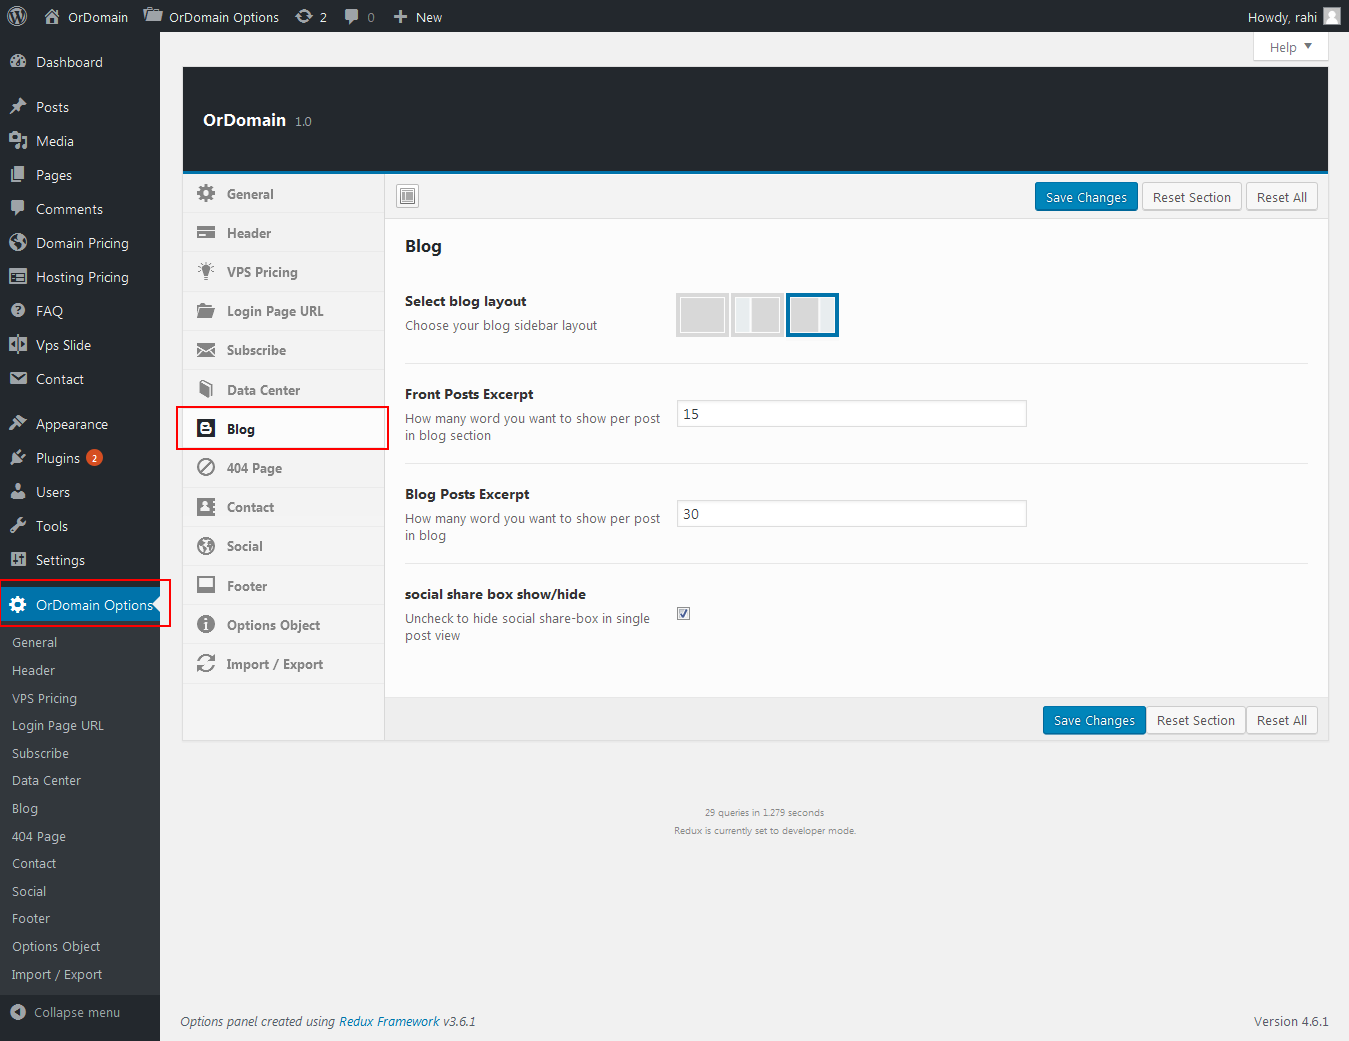 OrDomain
OrDomain Options
2
0
New
Howdy, rahi
Help
Dashboard
Posts
Media
Pages
Comments
Domain Pricing
Hosting Pricing
FAQ
Vps Slide
Contact
Appearance
Plugins 2
Users
Tools
Settings
OrDomain Options
General
Header
VPS Pricing
Login Page URL
Subscribe
Data Center
Blog
404 Page
Contact
Social
Footer
Options Object
Import / Export
Collapse menu
OrDomain 1.0
General
Header
VPS Pricing
Login Page URL
Subscribe
Data Center
Blog
404 Page
Contact
Social
Footer
Options Object
Import / Export
Save Changes
Reset Section
Reset All
Blog
Select blog layout
Choose your blog sidebar layout
Front Posts Excerpt
How many word you want to show per post
in blog section
15
Blog Posts Excerpt
How many word you want to show per post
in blog
30
social share box show/hide
Uncheck to hide social share-box in single
post view
Save Changes
Reset Section
Reset All
29 queries in 1.279 seconds
Redux is currently set to developer mode.
Options panel created using Redux Framework v3.6.1
Version 4.6.1